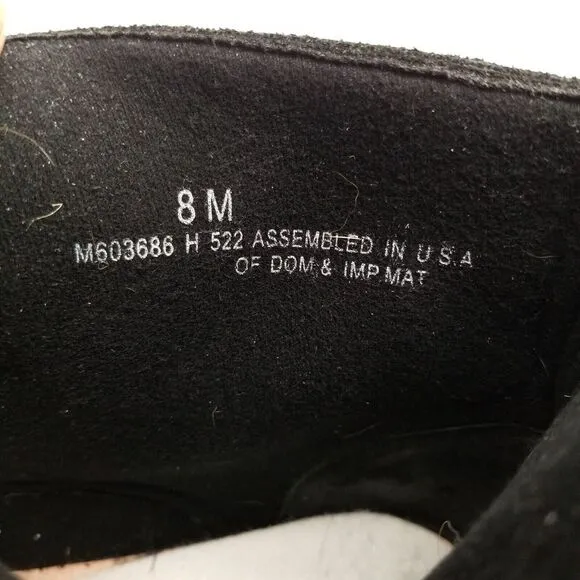 8 M
M603686 H 522 ASSEMBLED IN U S.A
OF DOM & IMP MAT